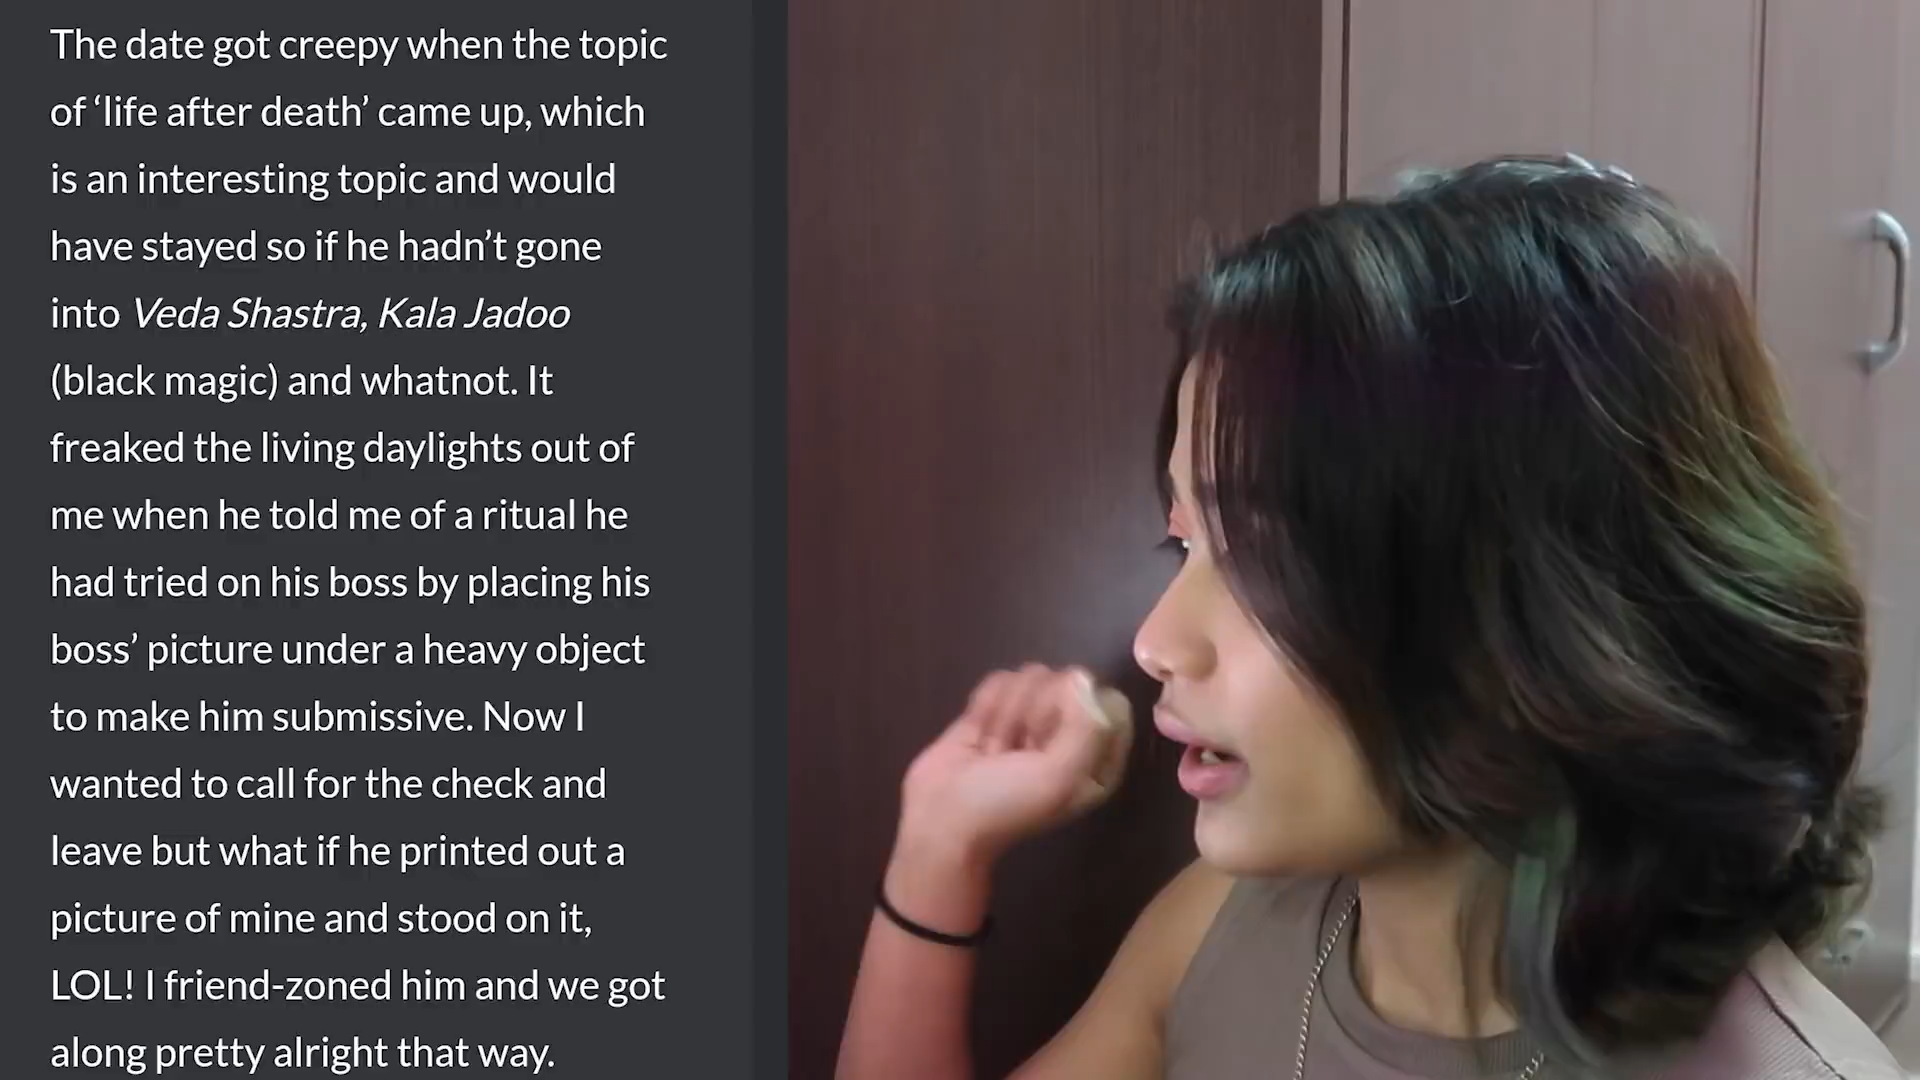 The date got creepy when the topic
of ‘life after death’ came up, which
is an interesting topic and would
have stayed so if he hadn’t gone
into Veda Shastra, Kala Jadoo
(black magic) and whatnot. It
freaked the living daylights out of
me when he told me of a ritual he
had tried on his boss by placing his
boss’ picture under a heavy object
to make him submissive. Now I
wanted to call for the check and
leave but what if he printed out a
picture of mine and stood on it,
LOL! I friend-zoned him and we got
along pretty alright that way.